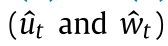 (û_t and ŵ_t)